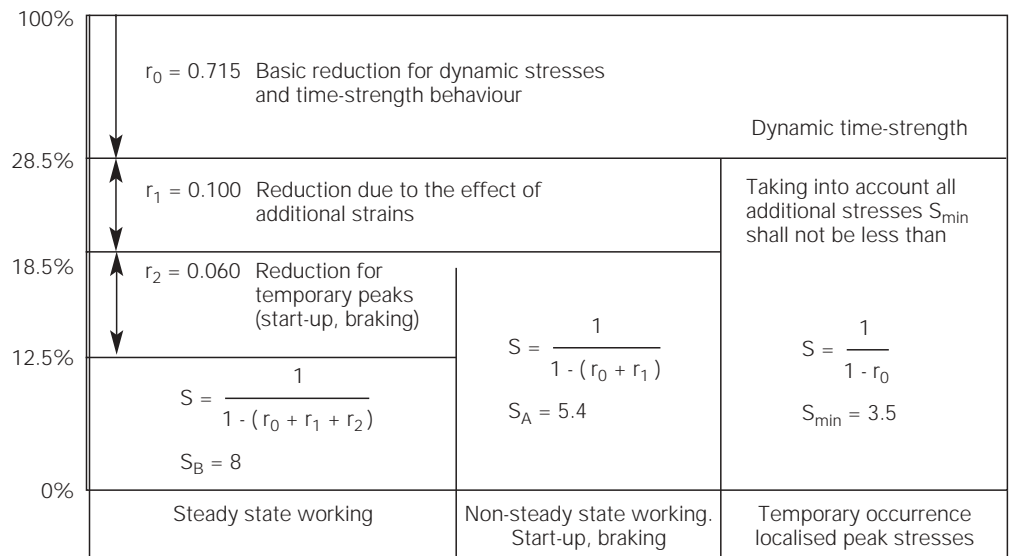 100%
r₀ = 0.715 Basic reduction for dynamic stresses
and time-strength behaviour
Dynamic time-strength
28.5%
r₁ = 0.100 Reduction due to the effect of
additional strains
Taking into account all
additional stresses Sₘᵢₙ
shall not be less than
18.5%
r₂ = 0.060 Reduction for
temporary peaks
(start-up, braking)
12.5%
S = 1 / 1 - ( r₀ + r₁ + r₂)
S_B = 8
S = 1 / 1 - ( r₀ + r₁ )
S_A = 5.4
S = 1 / 1 - r₀
Sₘᵢₙ = 3.5
0%
Steady state working
Non-steady state working.
Start-up, braking
Temporary occurrence
localised peak stresses